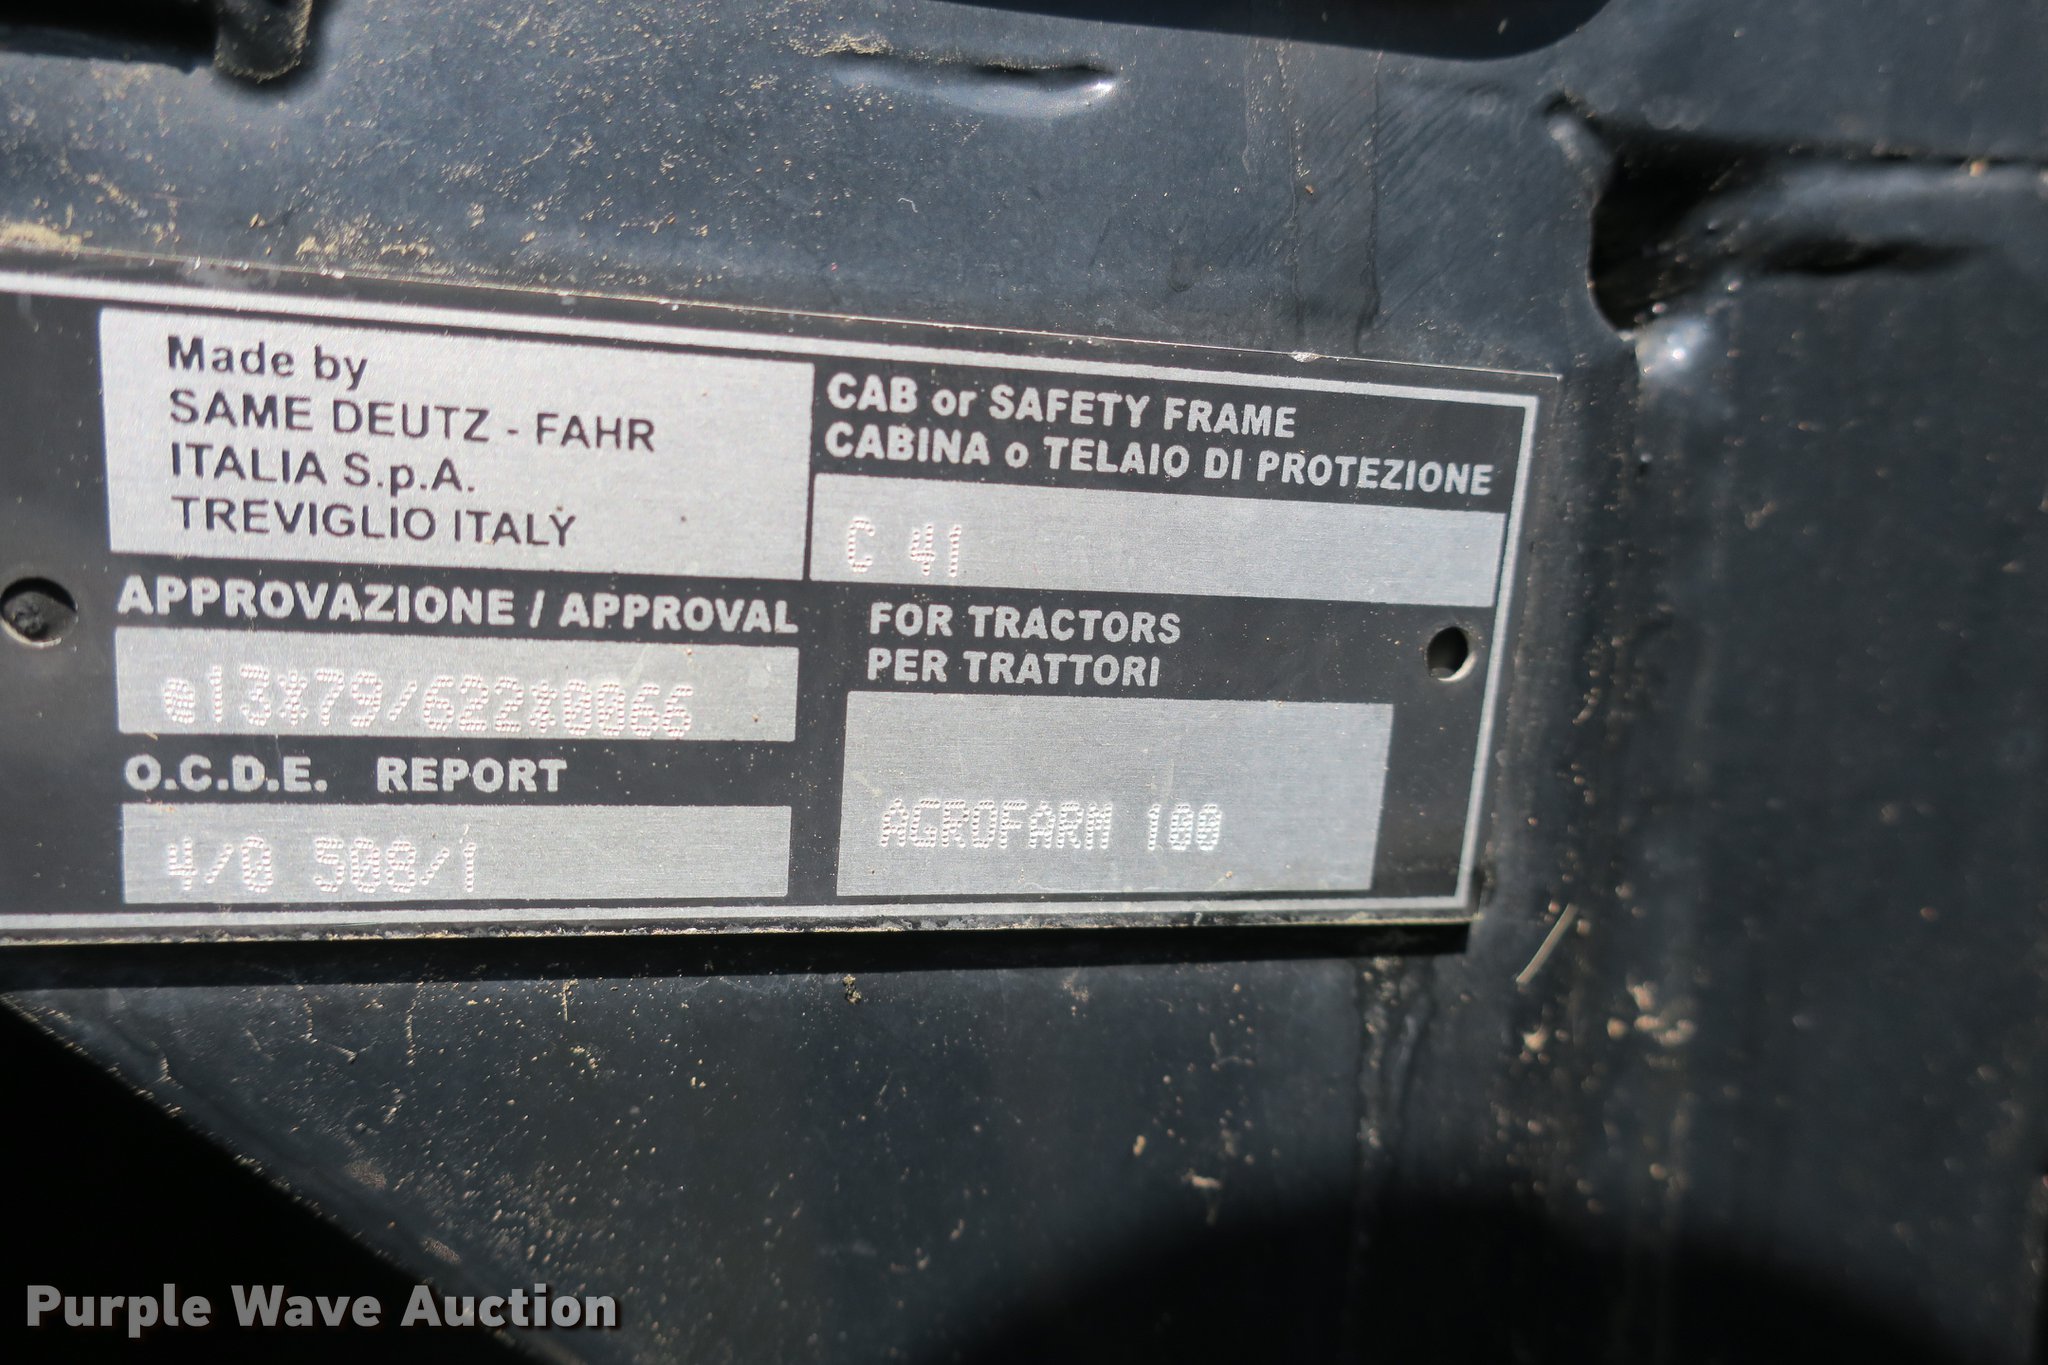 Made by
SAME DEUTZ - FAHR
ITALIA S.p.A.
TREVIGLIO ITALY
CAB or SAFETY FRAME
CABINA o TELAIO DI PROTEZIONE
C 41
APPROVAZIONE / APPROVAL
e13*79/622*0066
FOR TRACTORS
PER TRATTORI
AGROFARM 100
O.C.D.E. REPORT
4/0 508/1
Purple Wave Auction